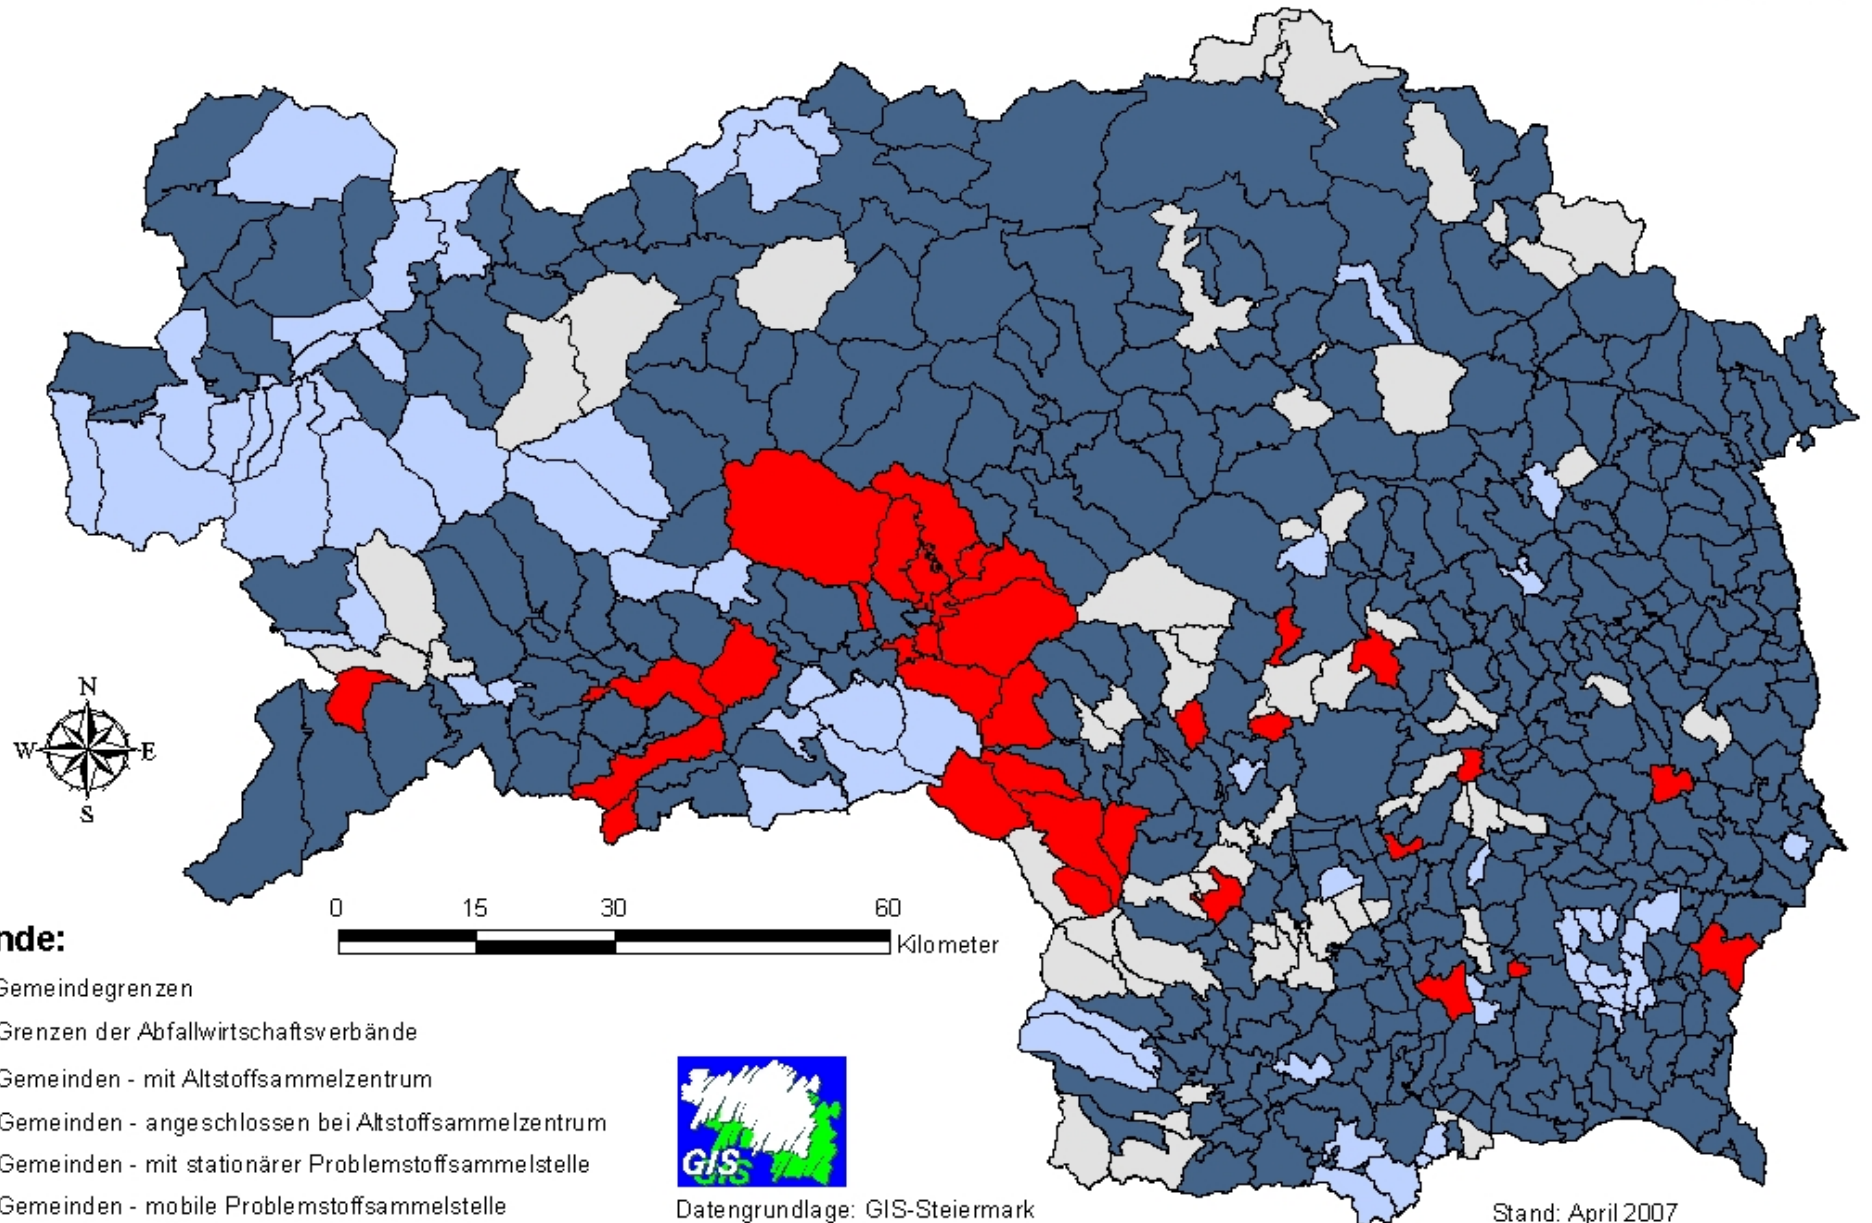 N
W E
S
0 15 30 60
Kilometer
nde:
Gemeindegrenzen
Grenzen der Abfallwirtschaftsverbände
Gemeinden - mit Altstoffsammelzentrum
Gemeinden - angeschlossen bei Altstoffsammelzentrum
Gemeinden - mit stationärer Problemstoffsammelstelle
Gemeinden - mobile Problemstoffsammelstelle
GIS
Datengrundlage: GIS-Steiermark
Stand: April 2007